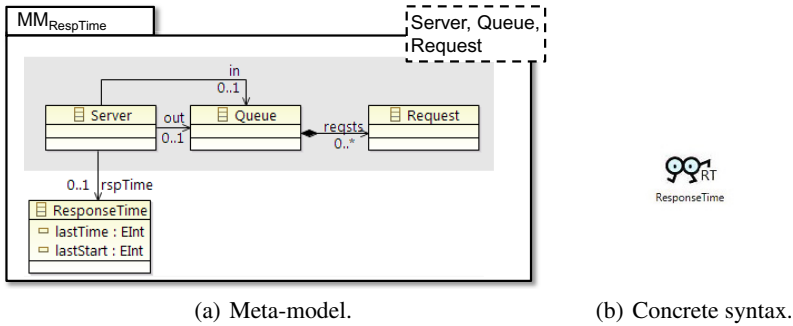 MM_RespTime
Server, Queue,
Request
in
0..1
Server
out
0..1
Queue
reqsts
0..*
Request
0..1 rspTime
ResponseTime
lastTime : EInt
lastStart : EInt
RT
ResponseTime
(a) Meta-model.
(b) Concrete syntax.